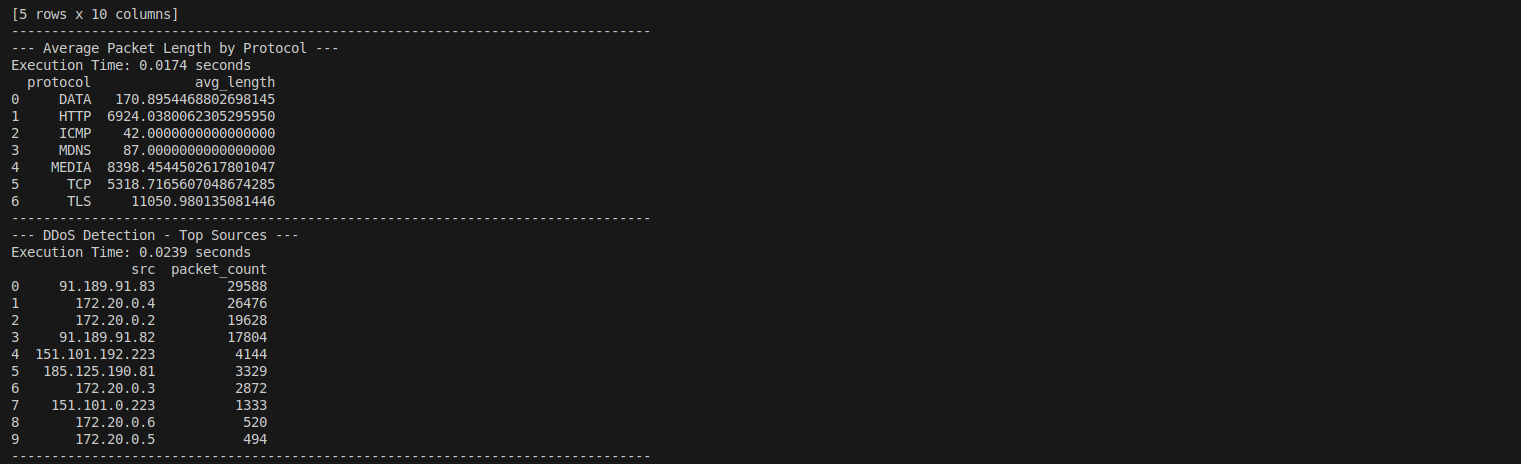 [5 rows x 10 columns]
--------------------------------------------------------------------------------
--- Average Packet Length by Protocol ---
Execution Time: 0.0174 seconds
  protocol             avg_length
0     DATA   170.8954468802698145
1     HTTP  6924.0380062305295950
2     ICMP    42.0000000000000000
3     MDNS    87.0000000000000000
4    MEDIA  8398.4544502617801047
5      TCP  5318.7165607048674285
6      TLS     11050.980135081446
--------------------------------------------------------------------------------
--- DDoS Detection - Top Sources ---
Execution Time: 0.0239 seconds
               src  packet_count
0     91.189.91.83         29588
1       172.20.0.4         26476
2       172.20.0.2         19628
3     91.189.91.82         17804
4  151.101.192.223          4144
5   185.125.190.81          3329
6       172.20.0.3          2872
7    151.101.0.223          1333
8       172.20.0.6           520
9       172.20.0.5           494
--------------------------------------------------------------------------------